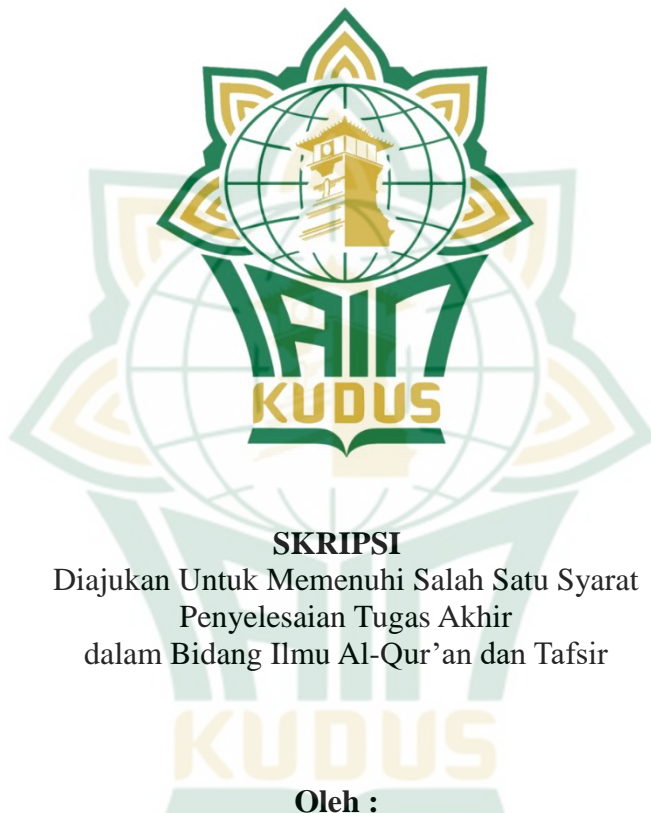 IAIN
KUDUS
SKRIPSI
Diajukan Untuk Memenuhi Salah Satu Syarat
Penyelesaian Tugas Akhir
dalam Bidang Ilmu Al-Qur’an dan Tafsir
KUDUS
Oleh :